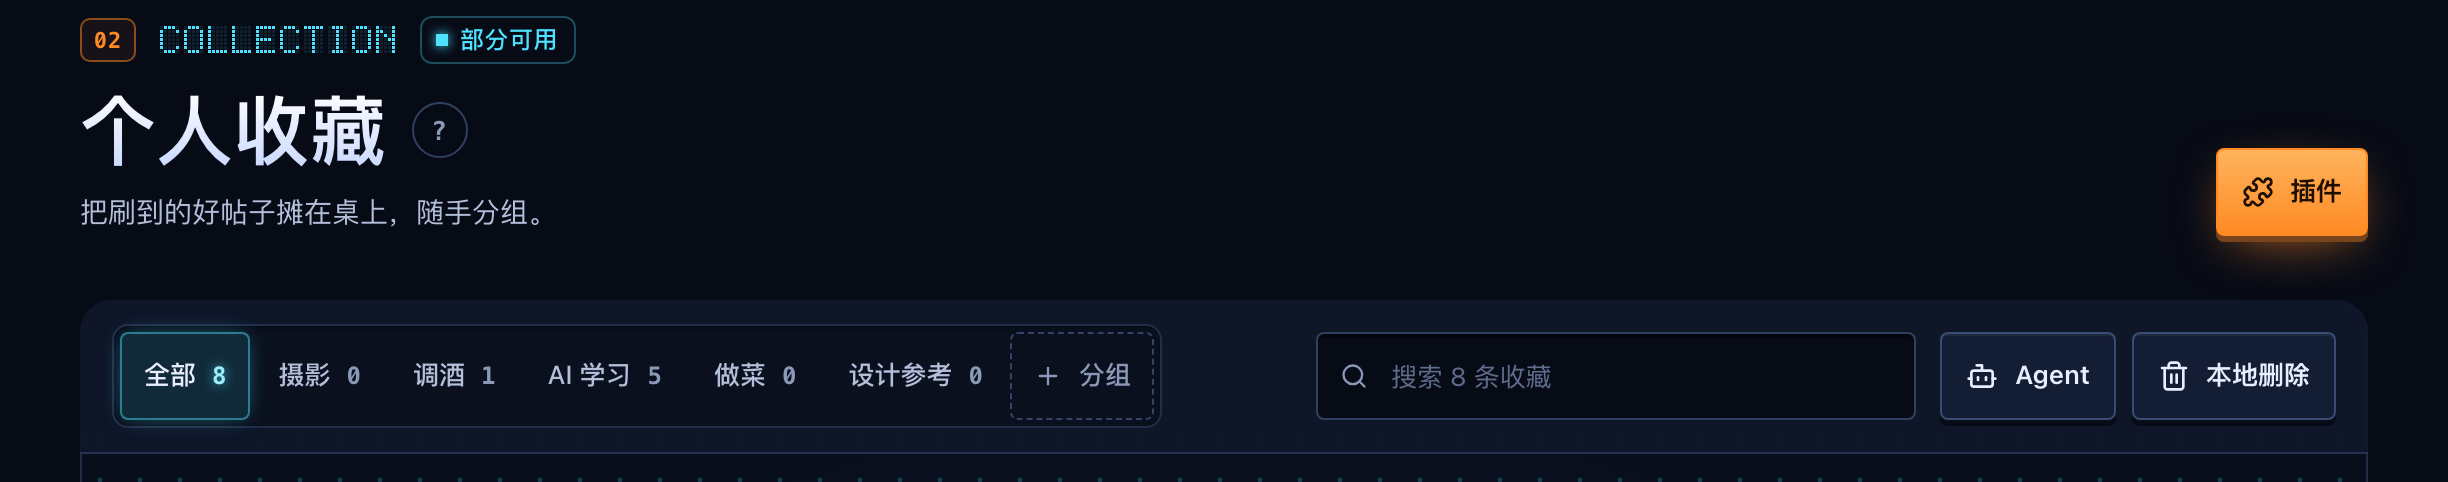 02 COLLECTION 部分可用
个人收藏 ?
把刷到的好帖子摊在桌上，随手分组。
插件
全部 8 摄影 0 调酒 1 AI 学习 5 做菜 0 设计参考 0 + 分组 搜索 8 条收藏 Agent 本地删除